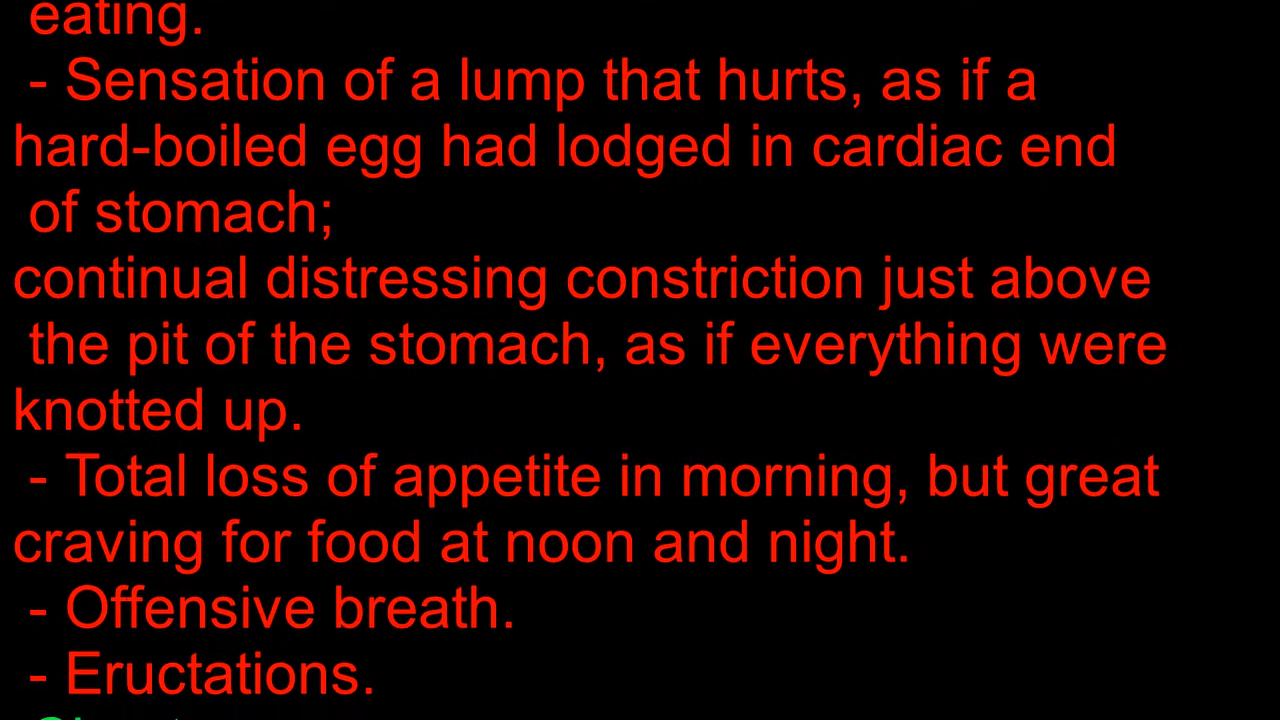 eating.
- Sensation of a lump that hurts, as if a
hard-boiled egg had lodged in cardiac end
of stomach;
continual distressing constriction just above
the pit of the stomach, as if everything were
knotted up.
- Total loss of appetite in morning, but great
craving for food at noon and night.
- Offensive breath.
- Eructations.